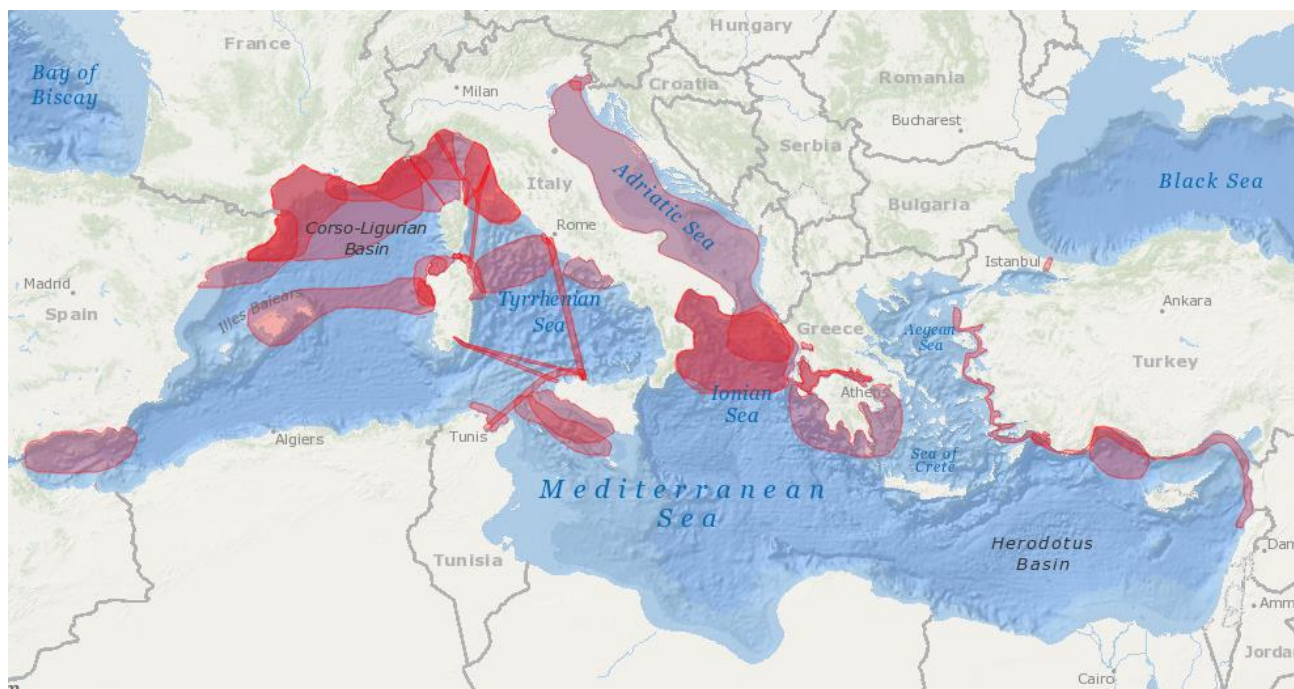 Hungary
France
Bay of
Biscay
Croatia
Romania
Milan
Bucharest
Serbia
Italy
Adriatic Sea
Black Sea
Bulgaria
Corso-Ligurian
Basin
Rome
Istanbul
Madrid
Illes Balears
Tyrrhenian
Sea
Ankara
Spain
Greece
Aegean
Sea
Turkey
Ionian
Sea
Athens
Algiers
Tunis
Sea of
Crete
Mediterranean
Sea
Herodotus
Basin
Tunisia
Dam
Amm
Jordan
Cairo